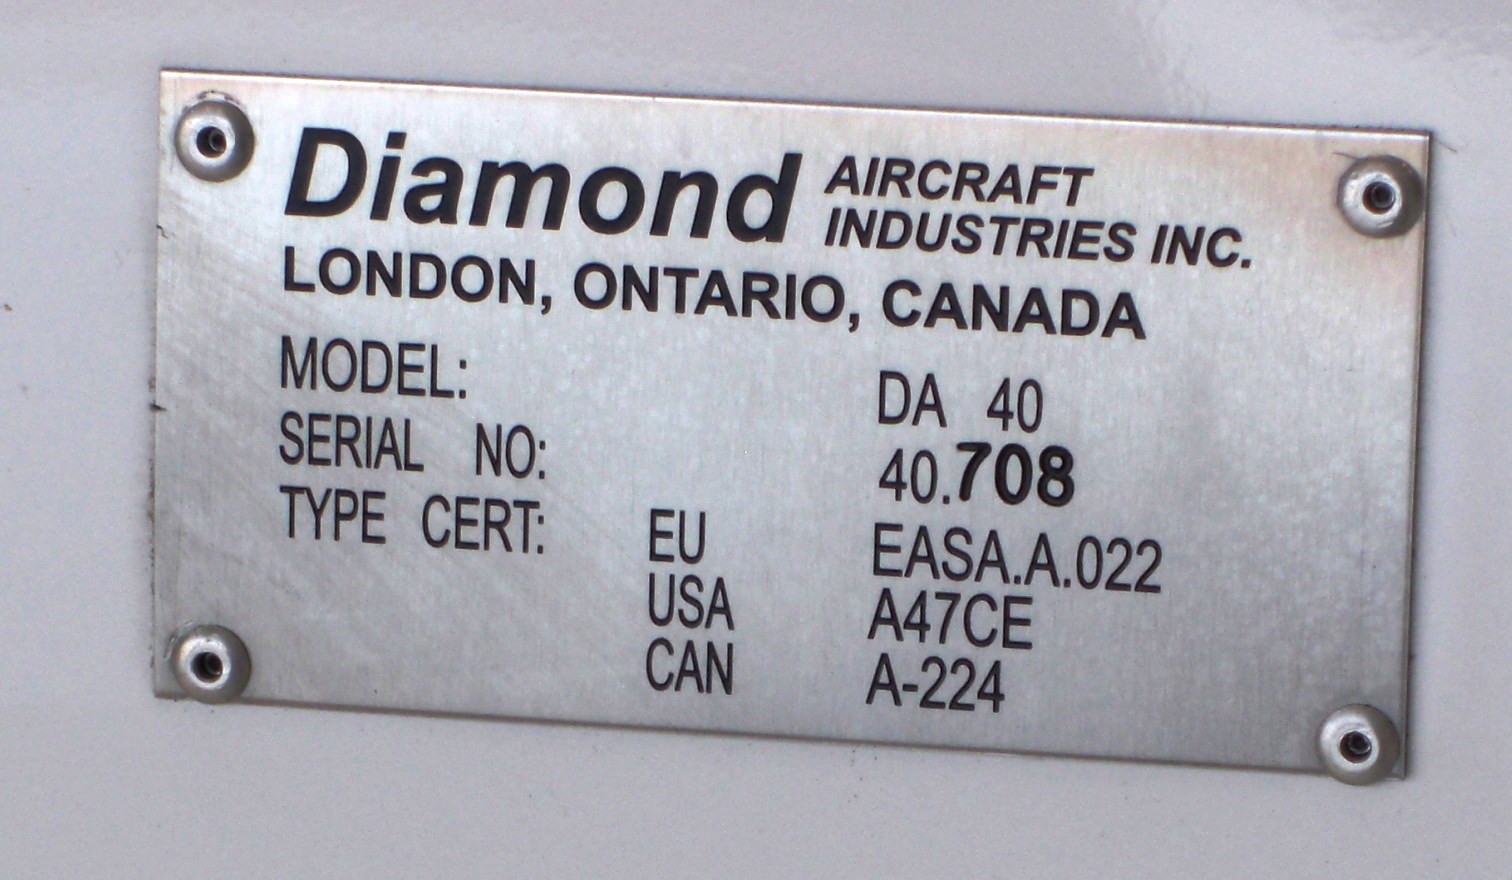 Diamond AIRCRAFT INDUSTRIES INC.
LONDON, ONTARIO, CANADA
MODEL: DA 40
SERIAL NO: 40.708
TYPE CERT: EU EASA.A.022
USA A47CE
CAN A-224